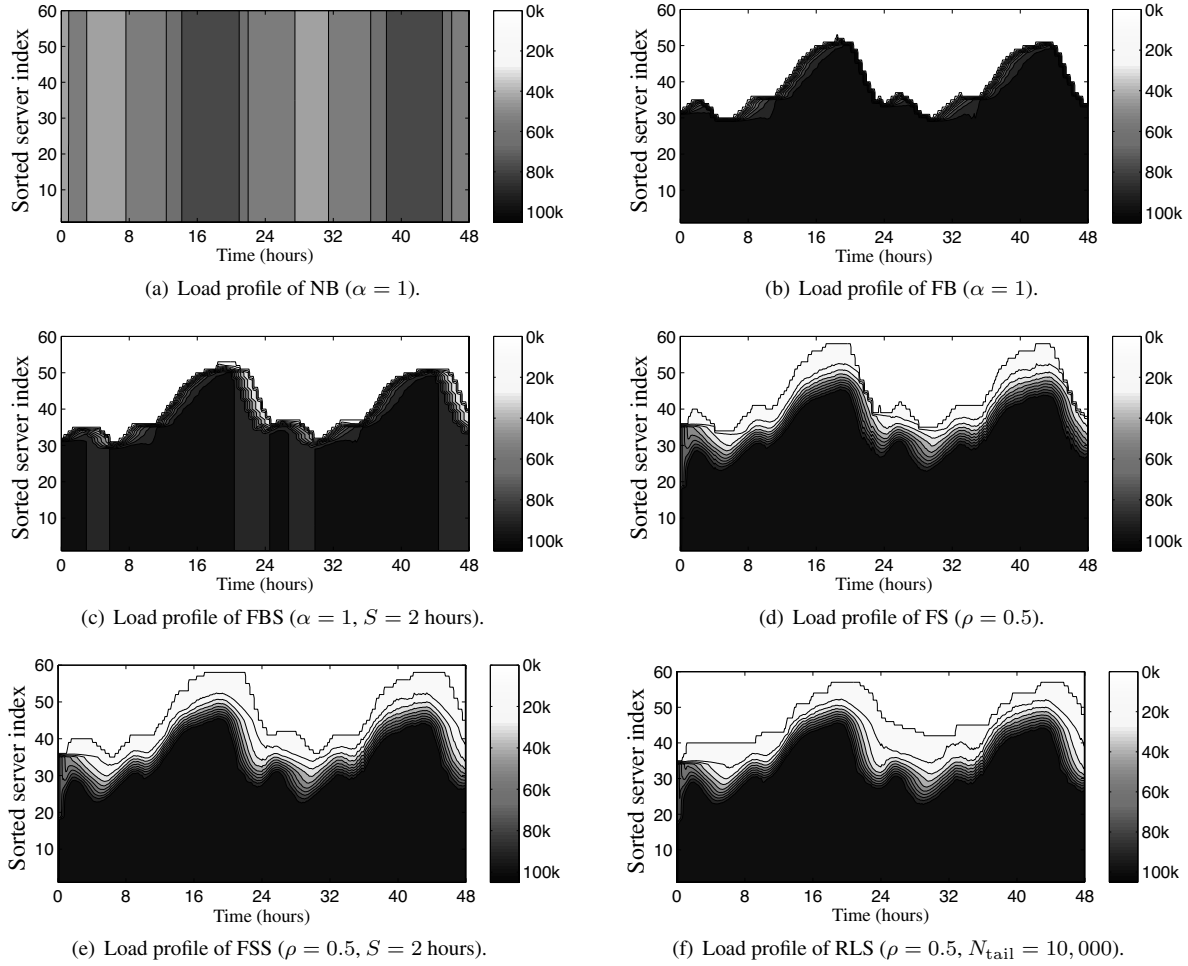 60
50
40
30
20
10
Sorted server index
0 8 16 24 32 40 48
Time (hours)
0k
20k
40k
60k
80k
100k
(a) Load profile of NB (α = 1).
60
50
40
30
20
10
Sorted server index
0 8 16 24 32 40 48
Time (hours)
0k
20k
40k
60k
80k
100k
(b) Load profile of FB (α = 1).
60
50
40
30
20
10
Sorted server index
0 8 16 24 32 40 48
Time (hours)
0k
20k
40k
60k
80k
100k
(c) Load profile of FBS (α = 1, S = 2 hours).
60
50
40
30
20
10
Sorted server index
0 8 16 24 32 40 48
Time (hours)
0k
20k
40k
60k
80k
100k
(d) Load profile of FS (ρ = 0.5).
60
50
40
30
20
10
Sorted server index
0 8 16 24 32 40 48
Time (hours)
0k
20k
40k
60k
80k
100k
(e) Load profile of FSS (ρ = 0.5, S = 2 hours).
60
50
40
30
20
10
Sorted server index
0 8 16 24 32 40 48
Time (hours)
0k
20k
40k
60k
80k
100k
(f) Load profile of RLS (ρ = 0.5, N_tail = 10,000).